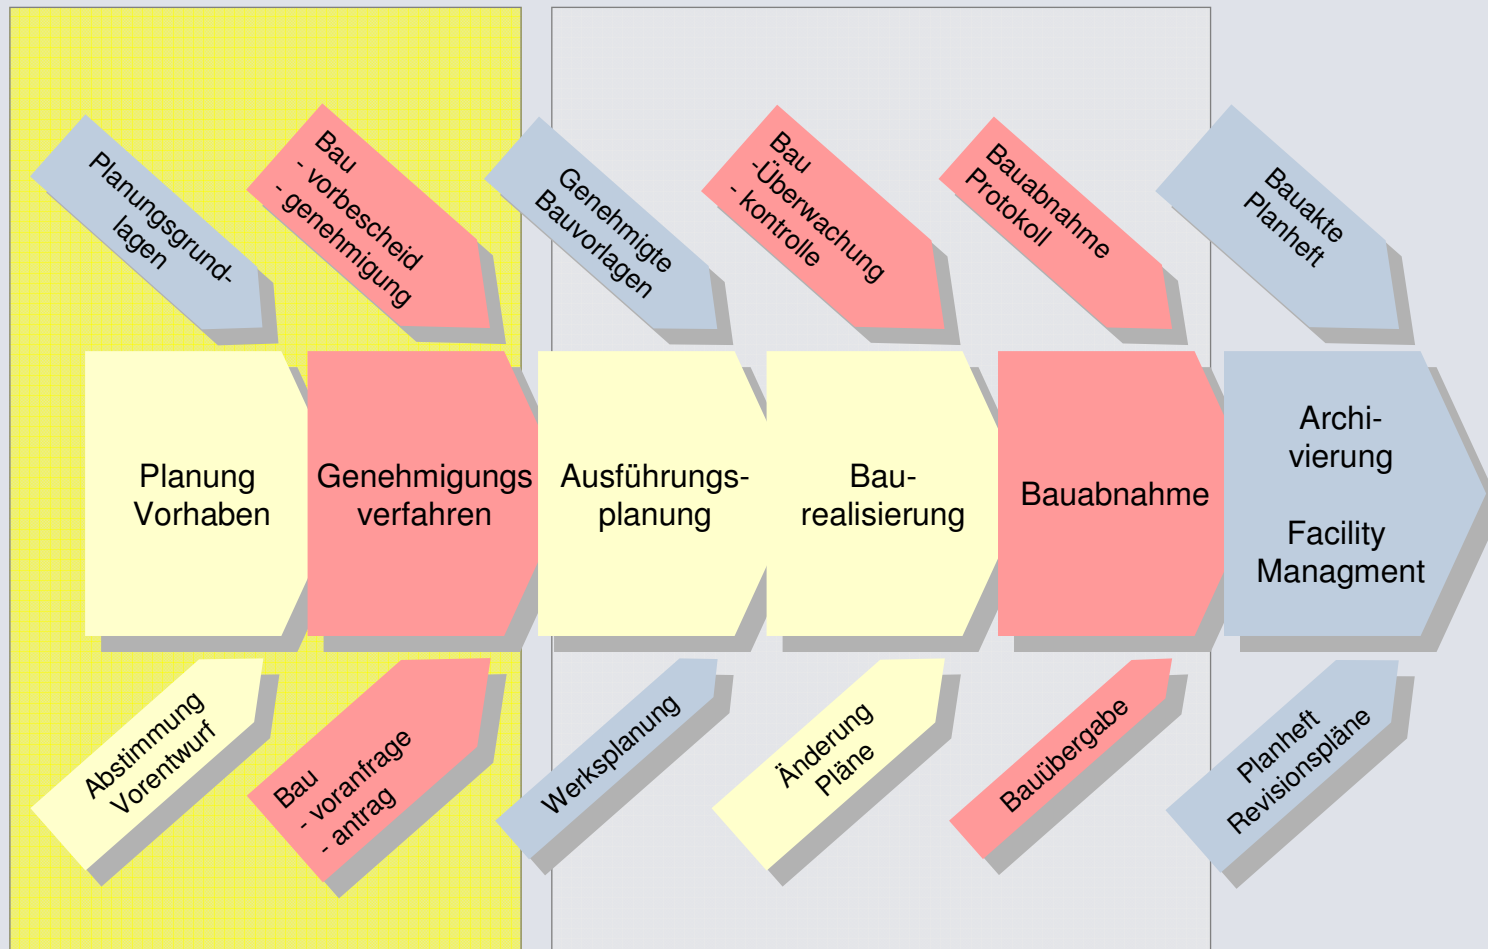 Planungsgrund-
lagen
Bau
- vorbescheid
- genehmigung
Genehmigte
Bauvorlagen
Bau
-Überwachung
- kontrolle
Bauabnahme
Protokoll
Bauakte
Planheft
Planung
Vorhaben
Genehmigungs
verfahren
Ausführungs-
planung
Bau-
realisierung
Bauabnahme
Archi-
vierung
Facility
Managment
Abstimmung
Vorentwurf
Bau
- voranfrage
- antrag
Werksplanung
Änderung
Pläne
Bauübergabe
Planheft
Revisionspläne